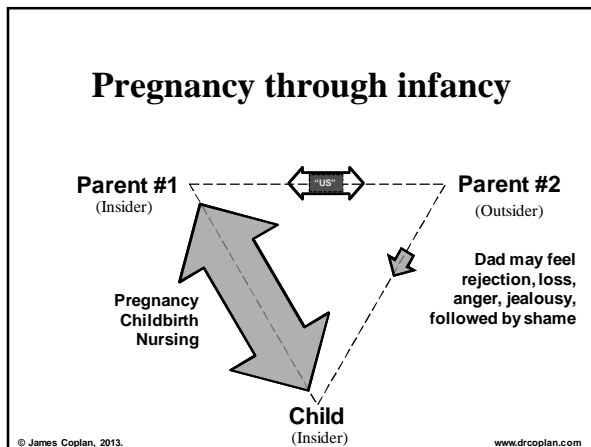 Pregnancy through infancy
Parent #1
(Insider)
"US"
Parent #2
(Outsider)
Pregnancy
Childbirth
Nursing
Dad may feel
rejection, loss,
anger, jealousy,
followed by shame
Child
(Insider)
© James Coplan, 2013.
www.drcoplan.com